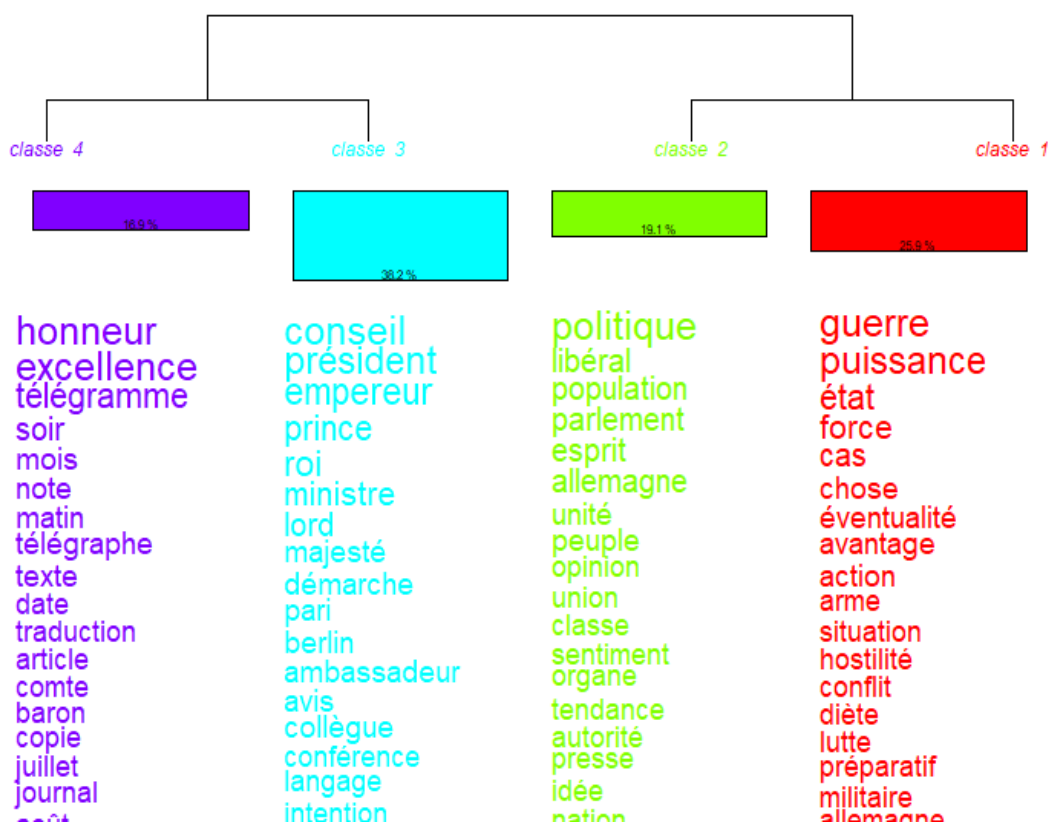 classe 4
classe 3
classe 2
classe 1
16.9 %
38.2 %
19.1 %
25.9 %
honneur
excellence
télégramme
soir
mois
note
matin
télégraphe
texte
date
traduction
article
comte
baron
copie
juillet
journal
août
conseil
président
empereur
prince
roi
ministre
lord
majesté
démarche
pari
berlin
ambassadeur
avis
collègue
conférence
langage
intention
politique
libéral
population
parlement
esprit
allemagne
unité
peuple
opinion
union
classe
sentiment
organe
tendance
autorité
presse
idée
nation
guerre
puissance
état
force
cas
chose
éventualité
avantage
action
arme
situation
hostilité
conflit
diète
lutte
préparatif
militaire
allemagne